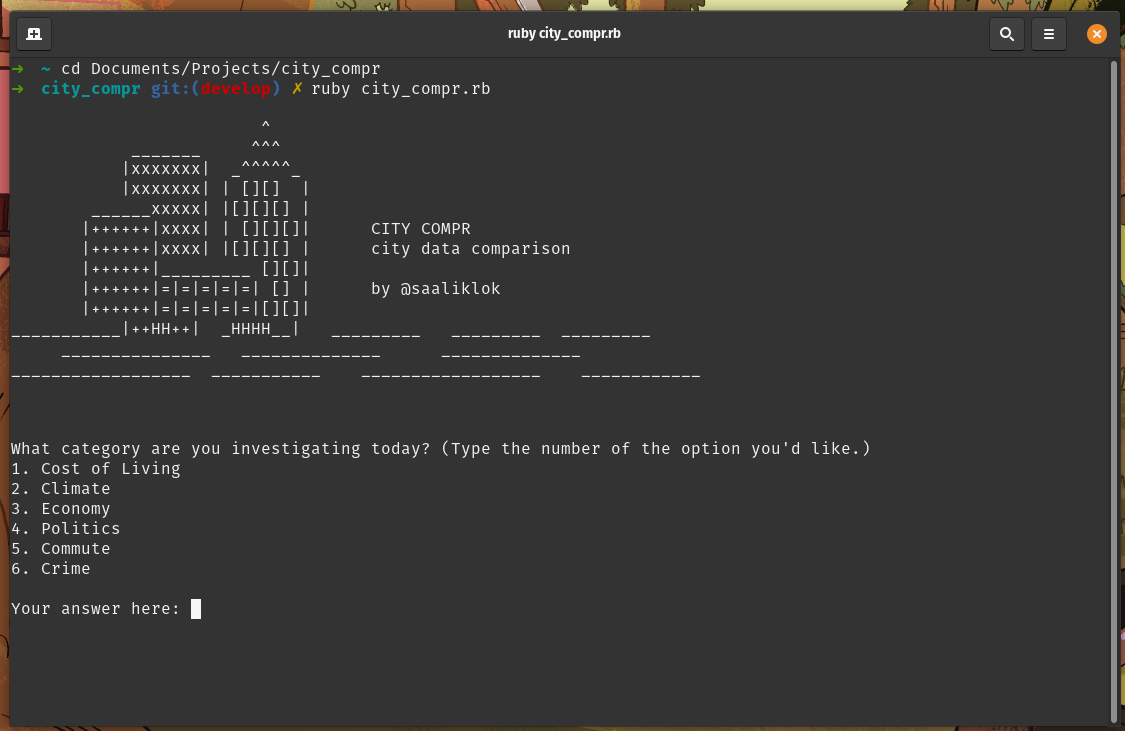 ruby city_compr.rb
➜  ~ cd Documents/Projects/city_compr
➜  city_compr git:(develop) ✗ ruby city_compr.rb
                         ^
            _______     ^^^
           |xxxxxxx|  _^^^^^_
           |xxxxxxx| | [][]  |
        ______xxxxx| |[][][] |
       |++++++|xxxx| | [][][]|      CITY COMPR
       |++++++|xxxx| |[][][] |      city data comparison
       |++++++|_________ [][]|
       |++++++|=|=|=|=|=| [] |      by @saaliklok
       |++++++|=|=|=|=|=|[][]|
___________|++HH++|  _HHHH__|   _________   _________  _________
     _______________   ______________      ______________
__________________  ___________    __________________    ____________
What category are you investigating today? (Type the number of the option you'd like.)
1. Cost of Living
2. Climate
3. Economy
4. Politics
5. Commute
6. Crime
Your answer here: